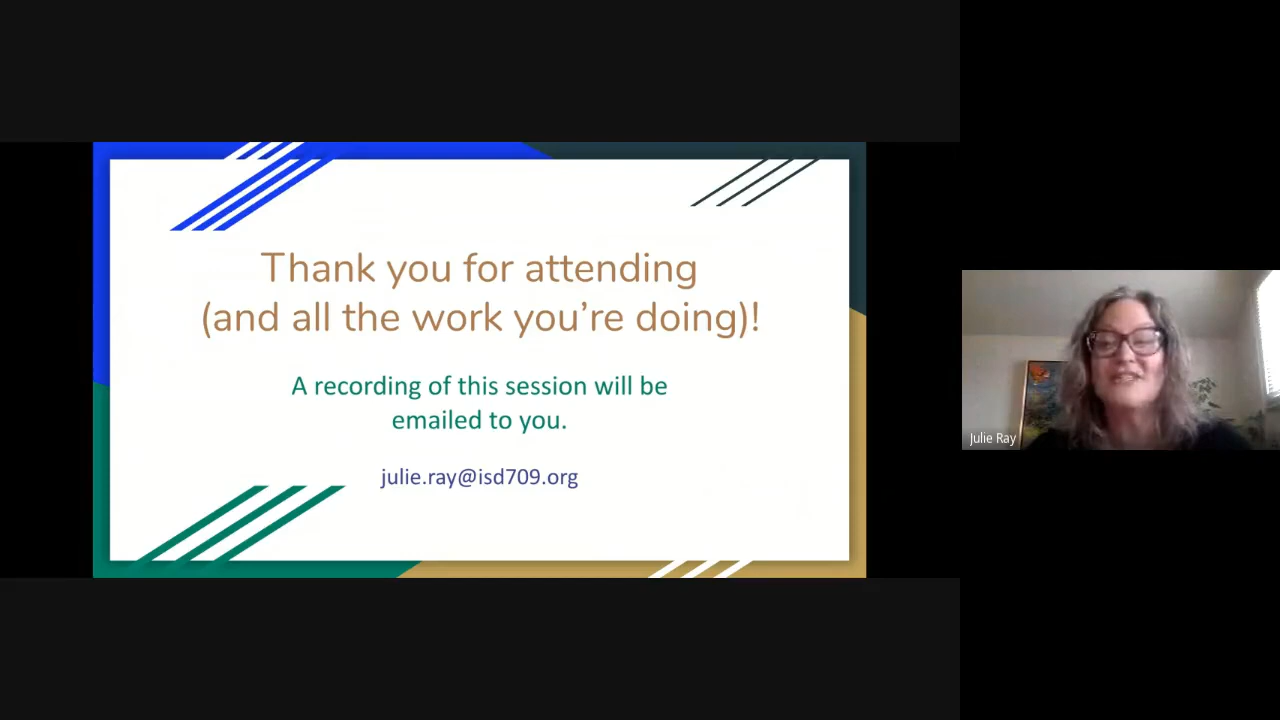 Thank you for attending
(and all the work you're doing)!
A recording of this session will be
emailed to you.
julie.ray@isd709.org
Julie Ray